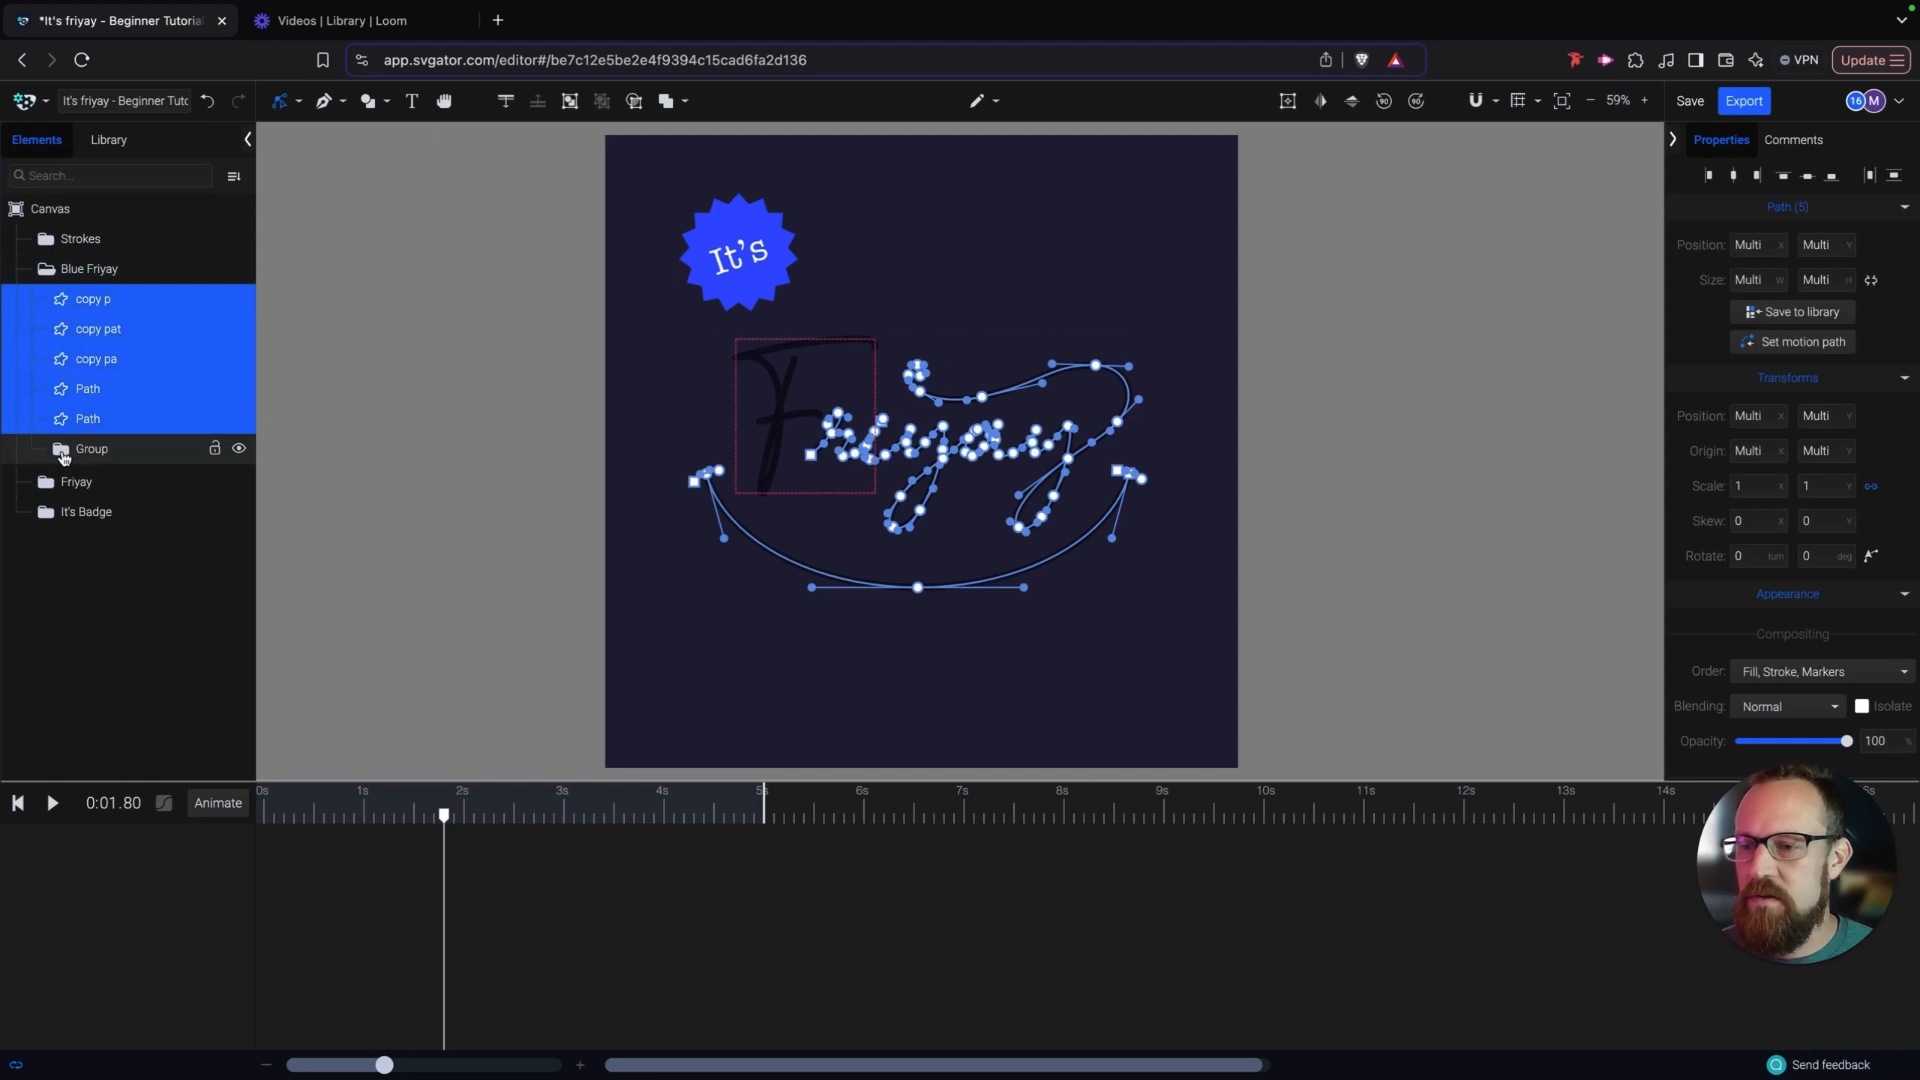 *It's friyay - Beginner Tutoria
Videos | Library | Loom
app.svgator.com/editor#/be7c12e5be2e4f9394c15cad6fa2d136
VPN
Update
It's friyay - Beginner Tutc
T
59%
Save
Export
16
M
Elements
Library
Properties
Comments
Search...
Canvas
Strokes
Blue Friyay
copy p
copy pat
copy pa
Path
Path
Group
Friyay
It's Badge
It's
Friyay
Path (5)
Position: Multi X Multi Y
Size: Multi W Multi H
Save to library
Set motion path
Transforms
Position: Multi Multi
Origin: Multi Multi
Scale: 1 X 1 Y
Skew: 0 X 0 Y
Rotate: 0 turn 0 deg
Appearance
Compositing
Order: Fill, Stroke, Markers
Blending: Normal Isolate
Opacity: 100 %
0:01.80
Animate
0s 1s 2s 3s 4s 5s 6s 7s 8s 9s 10s 11s 12s 13s 14s
Send feedback